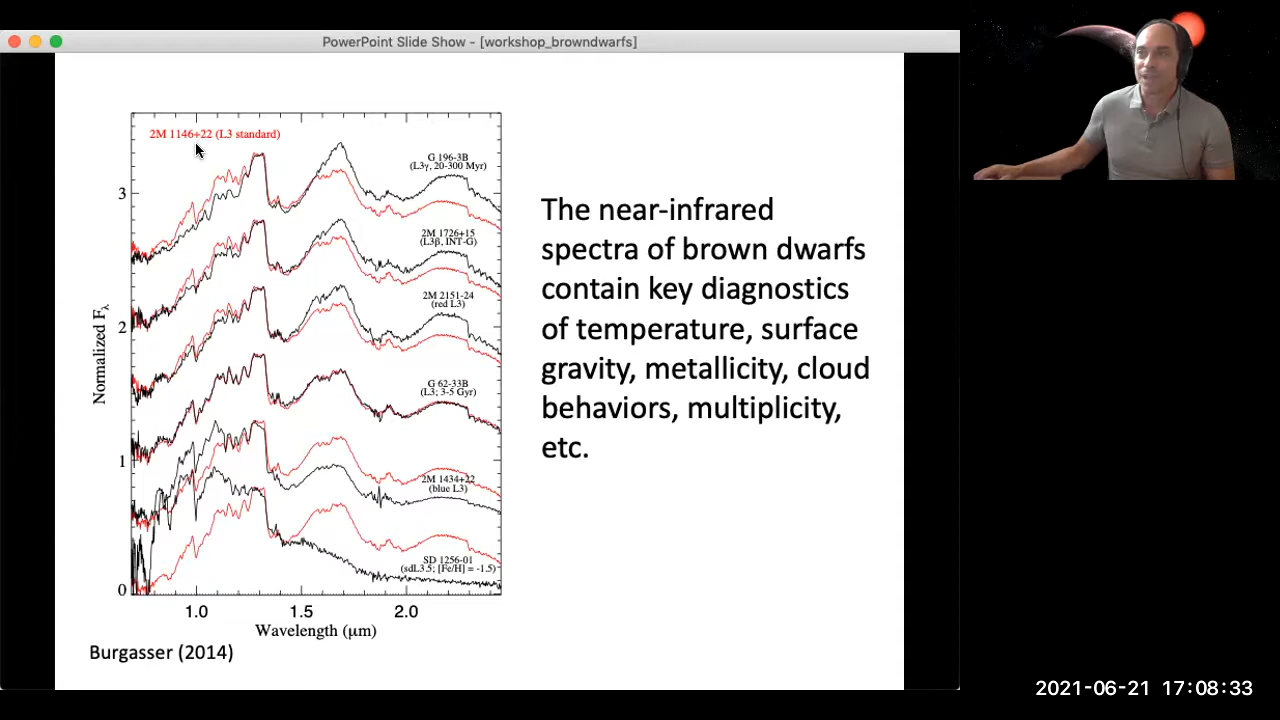 PowerPoint Slide Show - [workshop_browndwarfs]
2M 1146+22 (L3 standard)
G 196-3B
(L3γ, 20-300 Myr)
2M 1726+15
(L3β, INT-G)
2M 2151-24
(red L3)
G 62-33B
(L3; 3-5 Gyr)
2M 1434+22
(blue L3)
SD 1256-01
(sdL3.5; [Fe/H] = -1.5)
3
2
1
0
Normalized Fλ
1.0 1.5 2.0
Wavelength (μm)
Burgasser (2014)
The near-infrared
spectra of brown dwarfs
contain key diagnostics
of temperature, surface
gravity, metallicity, cloud
behaviors, multiplicity,
etc.
2021-06-21 17:08:33